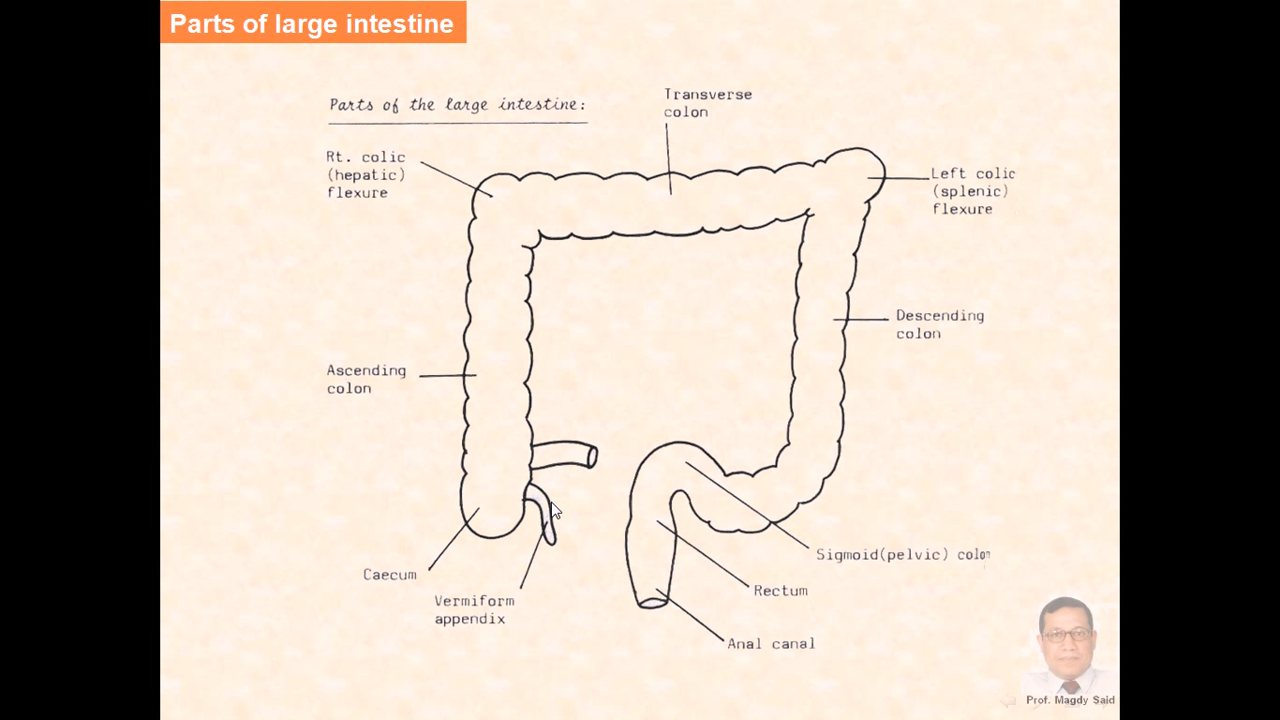 Parts of large intestine
Parts of the large intestine:
Transverse
colon
Rt. colic
(hepatic)
flexure
Left colic
(splenic)
flexure
Descending
colon
Ascending
colon
Sigmoid(pelvic) colon
Caecum
Rectum
Vermiform
appendix
Anal canal
Prof. Magdy Said